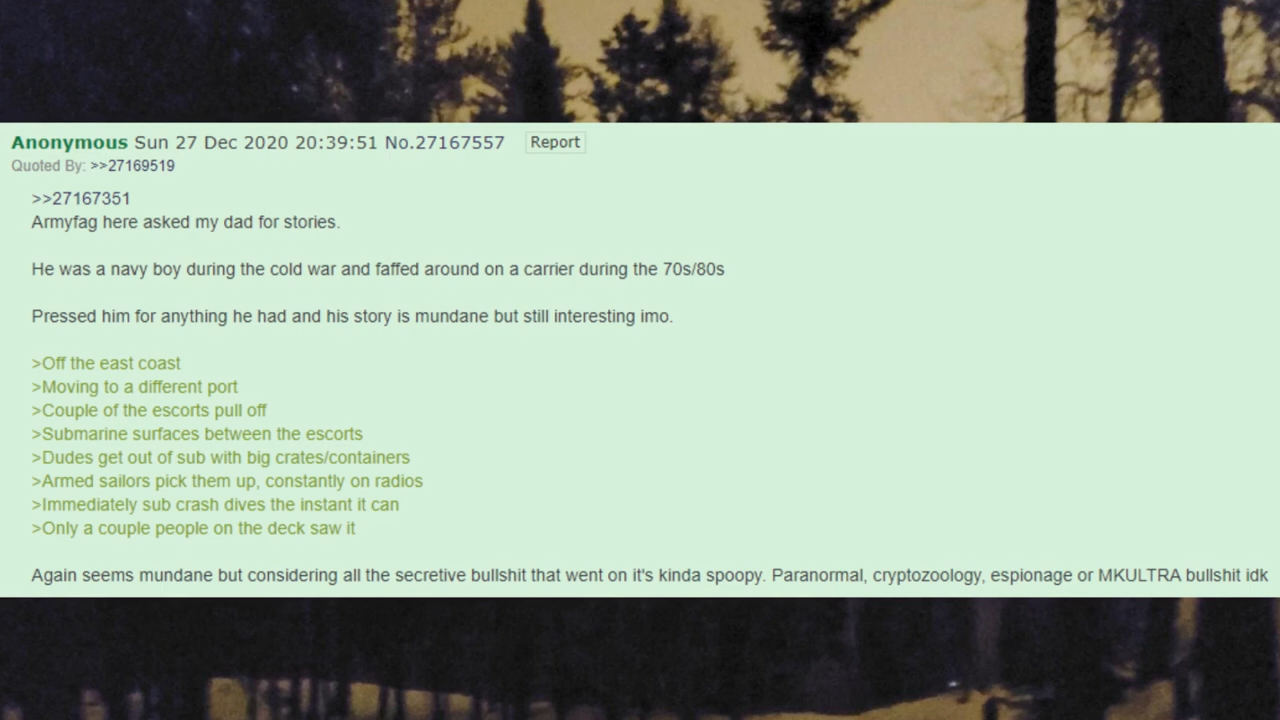 Anonymous Sun 27 Dec 2020 20:39:51 No.27167557 Report
Quoted By: >>27169519
>>27167351
Armyfag here asked my dad for stories.
He was a navy boy during the cold war and faffed around on a carrier during the 70s/80s
Pressed him for anything he had and his story is mundane but still interesting imo.
>Off the east coast
>Moving to a different port
>Couple of the escorts pull off
>Submarine surfaces between the escorts
>Dudes get out of sub with big crates/containers
>Armed sailors pick them up, constantly on radios
>Immediately sub crash dives the instant it can
>Only a couple people on the deck saw it
Again seems mundane but considering all the secretive bullshit that went on it's kinda spoopy. Paranormal, cryptozoology, espionage or MKULTRA bullshit idk